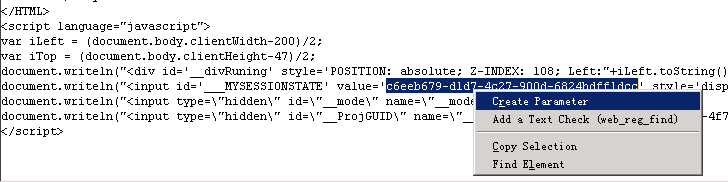 </HTML>
<script language="javascript">
var iLeft = (document.body.clientWidth-200)/2;
var iTop = (document.body.clientHeight-47)/2;
document.writeln("<div id='__divRuning' style='POSITION: absolute; Z-INDEX: 108; Left:"+iLeft.toString()
document.writeln("<input id='___MYSESSIONSTATE' value='c6eeb679-d1d7-4c27-900d-6824bdffldcc' style='disp
document.writeln("<input type=\"hidden\" id=\"__mode\" name=\"__mode
document.writeln("<input type=\"hidden\" id=\"__ProjGUID\" name=\"__ -4f7
</script>
Create Parameter
Add a Text Check (web_reg_find)
Copy Selection
Find Element